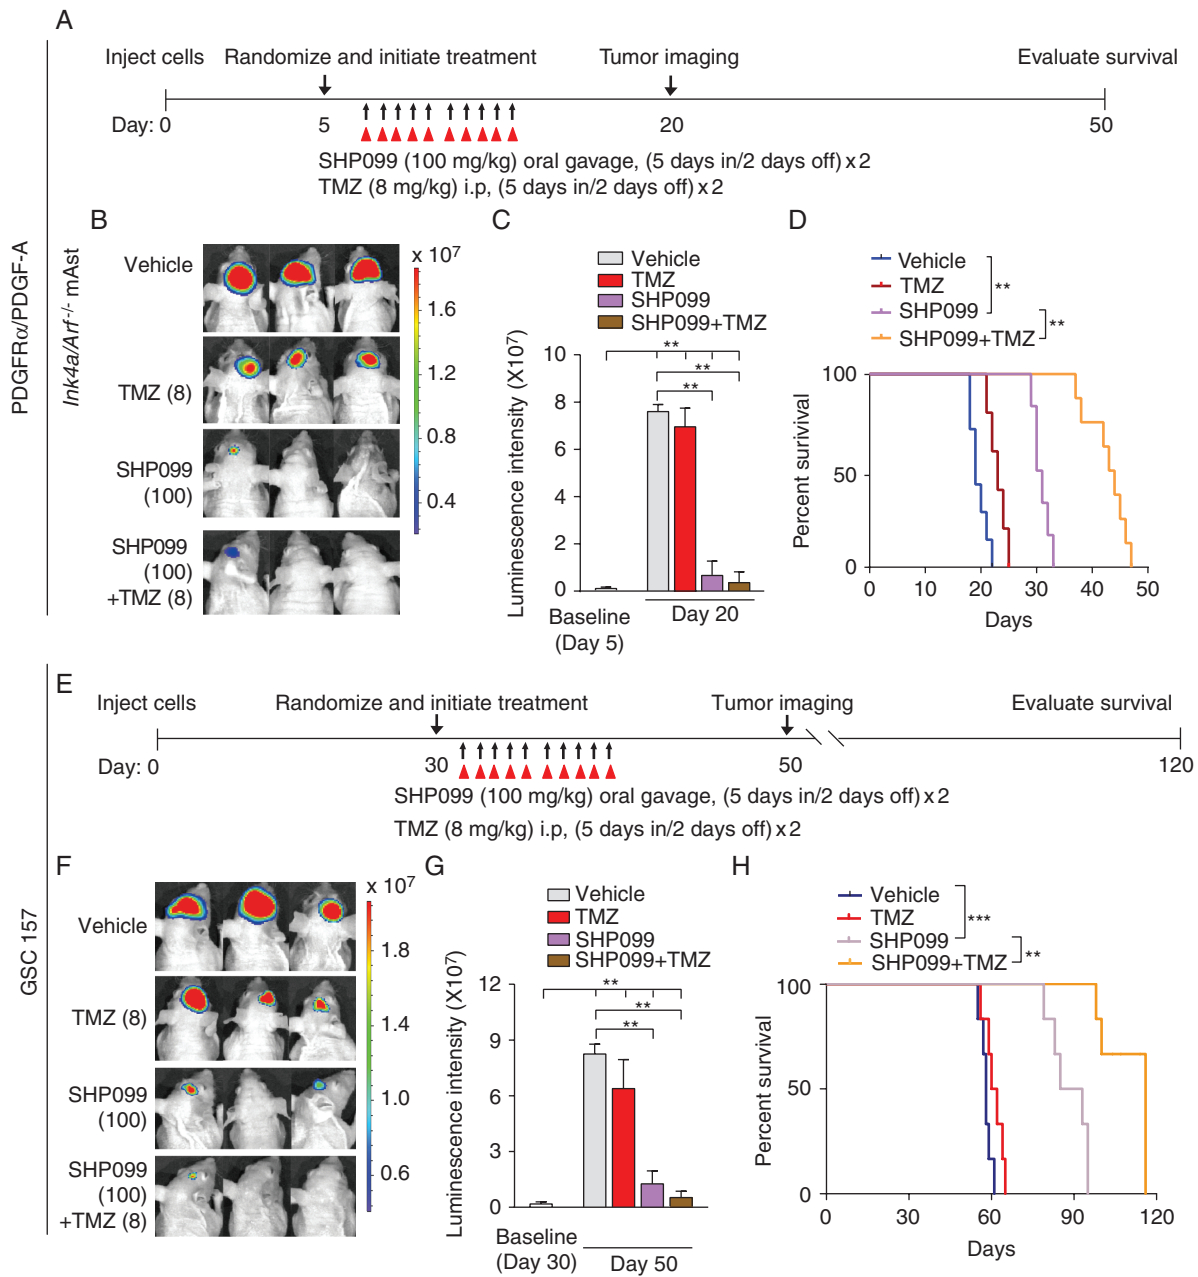 A
Inject cells
Randomize and initiate treatment
Tumor imaging
Evaluate survival
Day: 0
5
20
50
SHP099 (100 mg/kg) oral gavage, (5 days in/2 days off) x 2
TMZ (8 mg/kg) i.p, (5 days in/2 days off) x 2
PDGFRα/PDGF-A
Ink4a/Arf-/- mAst
B
Vehicle
TMZ (8)
SHP099
(100)
SHP099
(100)
+TMZ (8)
x 10⁷
1.6
1.2
0.8
0.4
C
Vehicle
TMZ
SHP099
SHP099+TMZ
Luminescence intensity (X10⁷)
10
8
6
4
2
0
**
**
**
Baseline
(Day 5)
Day 20
D
Vehicle
TMZ
SHP099
SHP099+TMZ
**
**
Percent survival
100
50
0
0
10
20
30
40
50
Days
E
Inject cells
Randomize and initiate treatment
Tumor imaging
Evaluate survival
Day: 0
30
50
120
SHP099 (100 mg/kg) oral gavage, (5 days in/2 days off) x 2
TMZ (8 mg/kg) i.p, (5 days in/2 days off) x 2
GSC 157
F
Vehicle
TMZ (8)
SHP099
(100)
SHP099
(100)
+TMZ (8)
x 10⁷
1.8
1.4
1.0
0.6
G
Vehicle
TMZ
SHP099
SHP099+TMZ
Luminescence intensity (X10⁷)
12
9
6
3
0
**
**
**
Baseline
(Day 30)
Day 50
H
Vehicle
TMZ
SHP099
SHP099+TMZ
***
**
Percent survival
100
50
0
0
30
60
90
120
Days